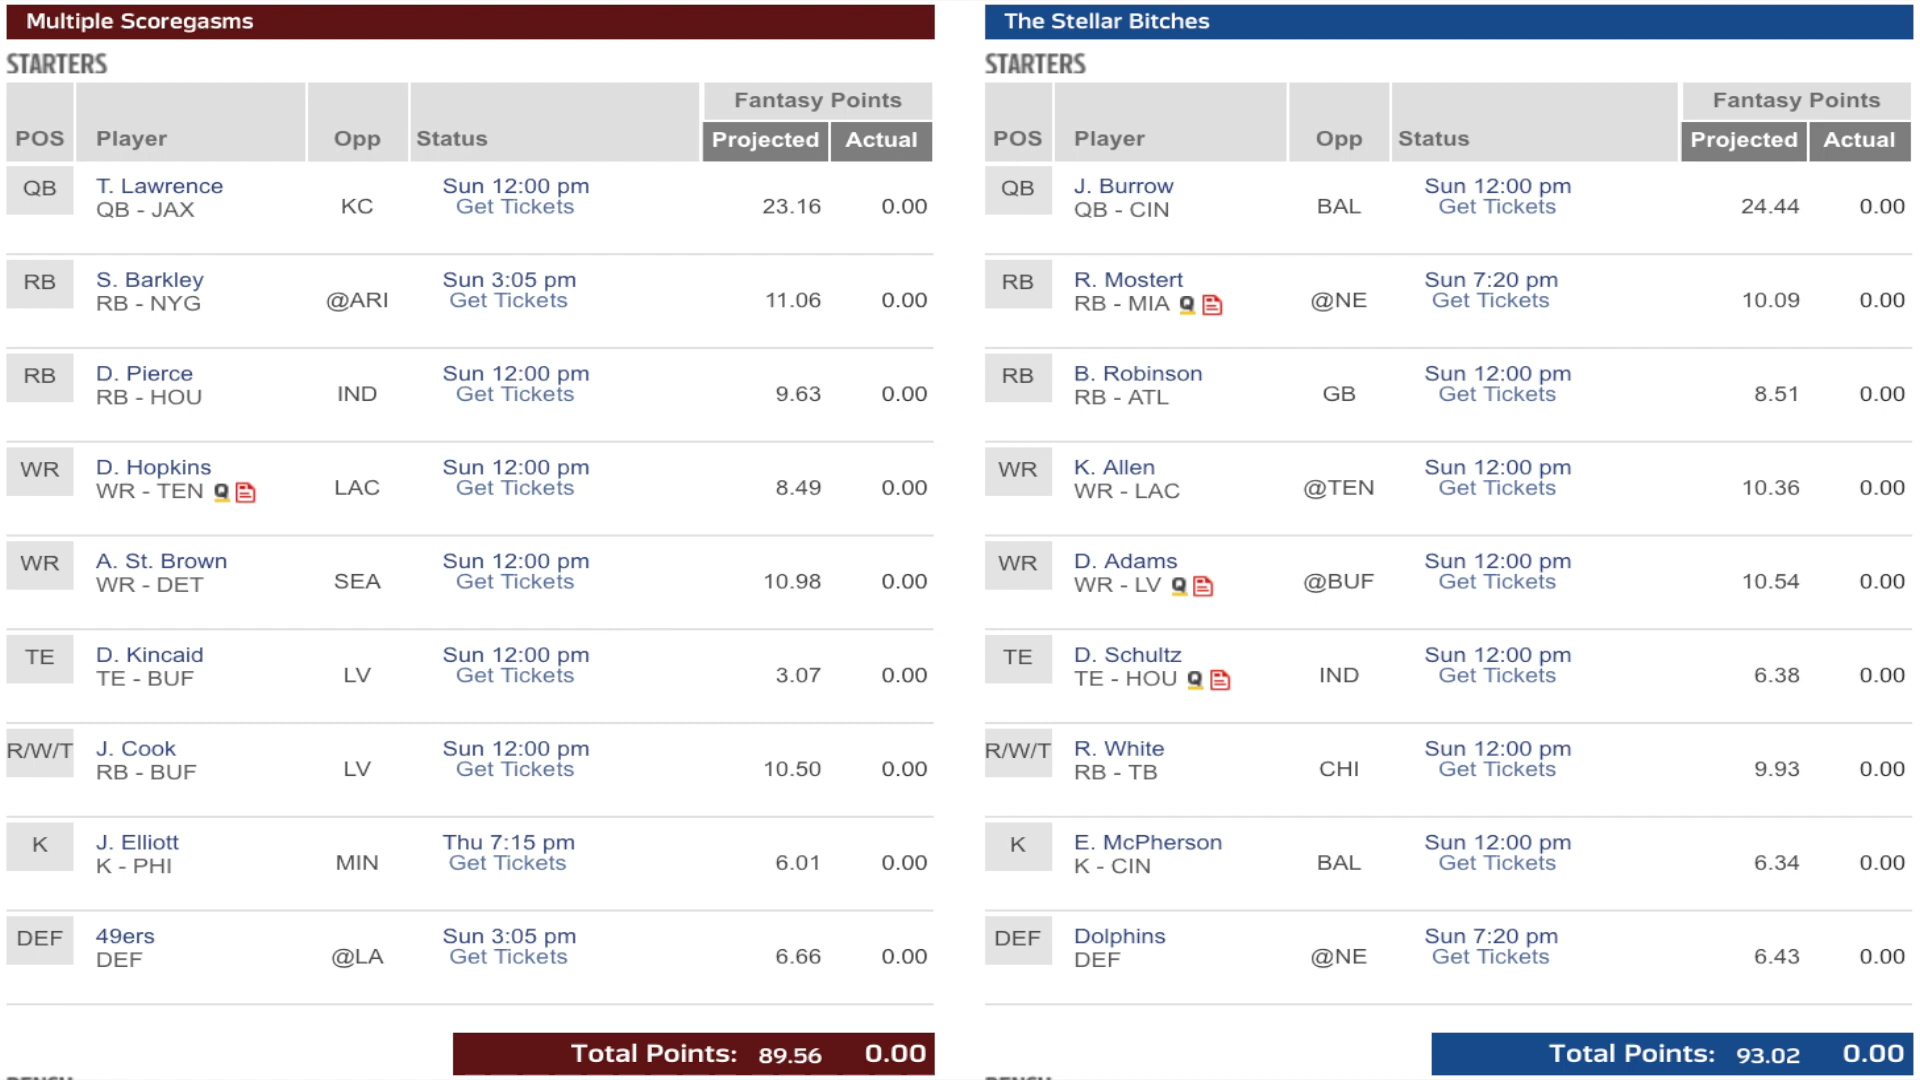 Multiple Scoregasms
STARTERS
Fantasy Points
POS Player Opp Status Projected Actual
QB T. Lawrence QB - JAX KC Sun 12:00 pm Get Tickets 23.16 0.00
RB S. Barkley RB - NYG @ARI Sun 3:05 pm Get Tickets 11.06 0.00
RB D. Pierce RB - HOU IND Sun 12:00 pm Get Tickets 9.63 0.00
WR D. Hopkins WR - TEN Q LAC Sun 12:00 pm Get Tickets 8.49 0.00
WR A. St. Brown WR - DET SEA Sun 12:00 pm Get Tickets 10.98 0.00
TE D. Kincaid TE - BUF LV Sun 12:00 pm Get Tickets 3.07 0.00
R/W/T J. Cook RB - BUF LV Sun 12:00 pm Get Tickets 10.50 0.00
K J. Elliott K - PHI MIN Thu 7:15 pm Get Tickets 6.01 0.00
DEF 49ers DEF @LA Sun 3:05 pm Get Tickets 6.66 0.00
Total Points: 89.56 0.00
The Stellar Bitches
STARTERS
Fantasy Points
POS Player Opp Status Projected Actual
QB J. Burrow QB - CIN BAL Sun 12:00 pm Get Tickets 24.44 0.00
RB R. Mostert RB - MIA Q @NE Sun 7:20 pm Get Tickets 10.09 0.00
RB B. Robinson RB - ATL GB Sun 12:00 pm Get Tickets 8.51 0.00
WR K. Allen WR - LAC @TEN Sun 12:00 pm Get Tickets 10.36 0.00
WR D. Adams WR - LV Q @BUF Sun 12:00 pm Get Tickets 10.54 0.00
TE D. Schultz TE - HOU Q IND Sun 12:00 pm Get Tickets 6.38 0.00
R/W/T R. White RB - TB CHI Sun 12:00 pm Get Tickets 9.93 0.00
K E. McPherson K - CIN BAL Sun 12:00 pm Get Tickets 6.34 0.00
DEF Dolphins DEF @NE Sun 7:20 pm Get Tickets 6.43 0.00
Total Points: 93.02 0.00